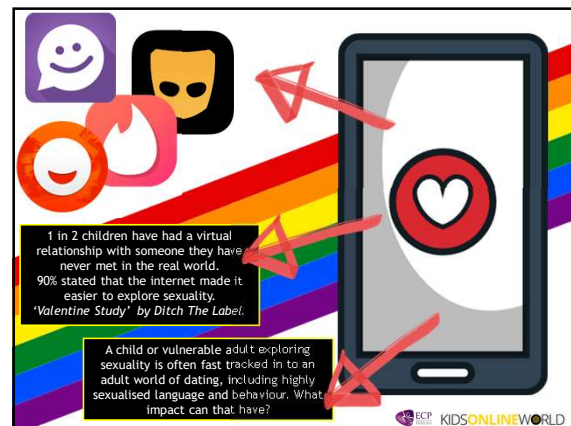 1 in 2 children have had a virtual
relationship with someone they have
never met in the real world.
90% stated that the internet made it
easier to explore sexuality.
‘Valentine Study’ by Ditch The Label.
A child or vulnerable adult exploring
sexuality is often fast tracked in to an
adult world of dating, including highly
sexualised language and behaviour. What
impact can that have?
ECP
KIDSONLINEWORLD